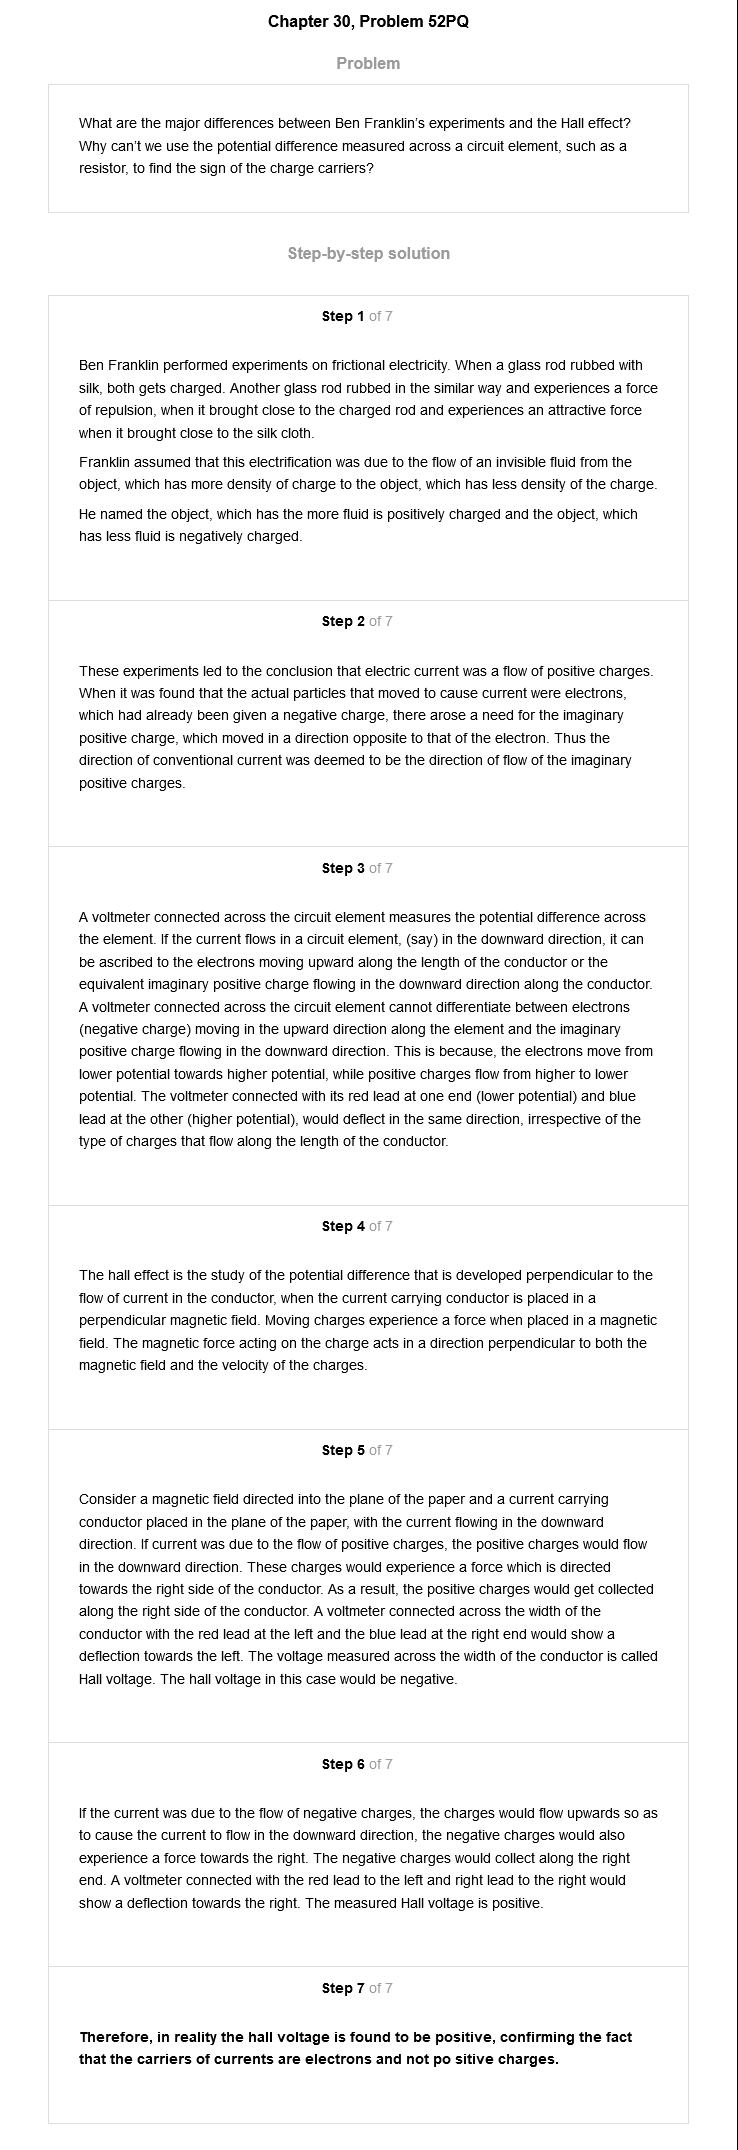 Chapter 30, Problem 52PQ
Problem
What are the major differences between Ben Franklin's experiments and the Hall effect?
Why can't we use the potential difference measured across a circuit element, such as a
resistor, to find the sign of the charge carriers?
Step-by-step solution
Step 1 of 7
Ben Franklin performed experiments on frictional electricity. When a glass rod rubbed with
silk, both gets charged. Another glass rod rubbed in the similar way and experiences a force
of repulsion, when it brought close to the charged rod and experiences an attractive force
when it brought close to the silk cloth.
Franklin assumed that this electrification was due to the flow of an invisible fluid from the
object, which has more density of charge to the object, which has less density of the charge.
He named the object, which has the more fluid is positively charged and the object, which
has less fluid is negatively charged.
Step 2 of 7
These experiments led to the conclusion that electric current was a flow of positive charges.
When it was found that the actual particles that moved to cause current were electrons,
which had already been given a negative charge, there arose a need for the imaginary
positive charge, which moved in a direction opposite to that of the electron. Thus the
direction of conventional current was deemed to be the direction of flow of the imaginary
positive charges.
Step 3 of 7
A voltmeter connected across the circuit element measures the potential difference across
the element. If the current flows in a circuit element, (say) in the downward direction, it can
be ascribed to the electrons moving upward along the length of the conductor or the
equivalent imaginary positive charge flowing in the downward direction along the conductor.
A voltmeter connected across the circuit element cannot differentiate between electrons
(negative charge) moving in the upward direction along the element and the imaginary
positive charge flowing in the downward direction. This is because, the electrons move from
lower potential towards higher potential, while positive charges flow from higher to lower
potential. The voltmeter connected with its red lead at one end (lower potential) and blue
lead at the other (higher potential), would deflect in the same direction, irrespective of the
type of charges that flow along the length of the conductor.
Step 4 of 7
The hall effect is the study of the potential difference that is developed perpendicular to the
flow of current in the conductor, when the current carrying conductor is placed in a
perpendicular magnetic field. Moving charges experience a force when placed in a magnetic
field. The magnetic force acting on the charge acts in a direction perpendicular to both the
magnetic field and the velocity of the charges.
Step 5 of 7
Consider a magnetic field directed into the plane of the paper and a current carrying
conductor placed in the plane of the paper, with the current flowing in the downward
direction. If current was due to the flow of positive charges, the positive charges would flow
in the downward direction. These charges would experience a force which is directed
towards the right side of the conductor. As a result, the positive charges would get collected
along the right side of the conductor. A voltmeter connected across the width of the
conductor with the red lead at the left and the blue lead at the right end would show a
deflection towards the left. The voltage measured across the width of the conductor is called
Hall voltage. The hall voltage in this case would be negative.
Step 6 of 7
If the current was due to the flow of negative charges, the charges would flow upwards so as
to cause the current to flow in the downward direction, the negative charges would also
experience a force towards the right. The negative charges would collect along the right
end. A voltmeter connected with the red lead to the left and right lead to the right would
show a deflection towards the right. The measured Hall voltage is positive.
Step 7 of 7
Therefore, in reality the hall voltage is found to be positive, confirming the fact
that the carriers of currents are electrons and not po sitive charges.